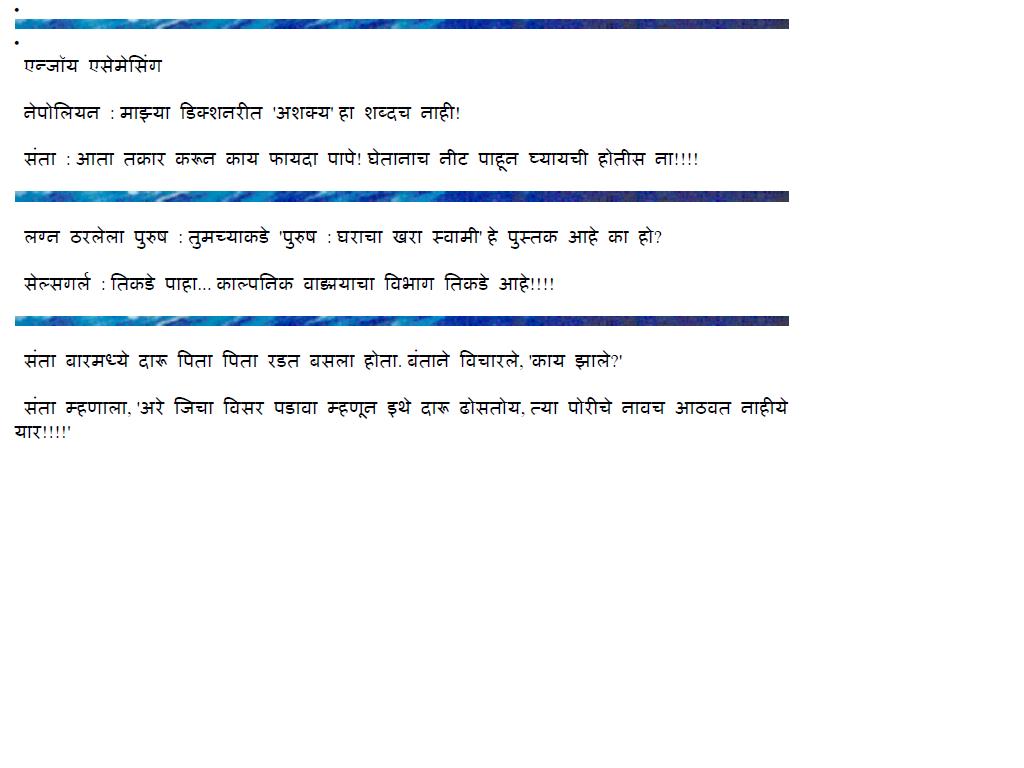 एन्जॉय एसेमेसिंग
नेपोलियन : माझ्या डिक्शनरीत 'अशक्य' हा शब्दच नाही!
संता : आता तक्रार करून काय फायदा पापे! घेतानाच नीट पाहून घ्यायची होतीस ना!!!!
लग्न ठरलेला पुरुष : तुमच्याकडे 'पुरुष : घराचा खरा स्वामी' हे पुस्तक आहे का हो?
सेल्सगर्ल : तिकडे पाहा... काल्पनिक वाङ्मयाचा विभाग तिकडे आहे!!!!
संता बारमध्ये दारू पिता पिता रडत बसला होता. बंताने विचारले, 'काय झाले?'
संता म्हणाला, 'अरे जिचा विसर पडावा म्हणून इथे दारू ढोसतोय, त्या पोरीचे नावच आठवत नाहीये
यार!!!!'